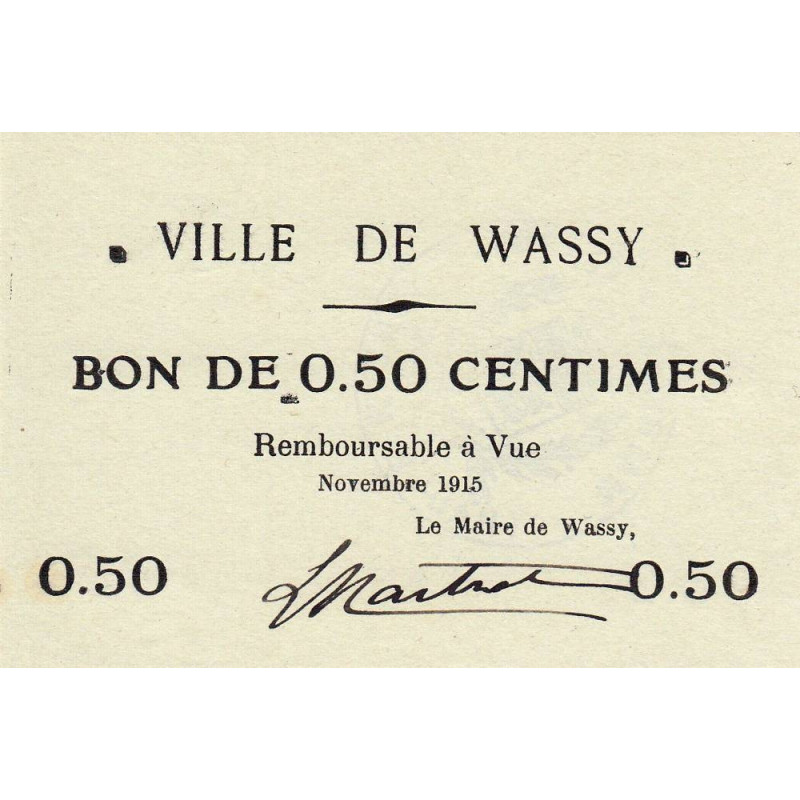 VILLE DE WASSY
BON DE 0.50 CENTIMES
Remboursable à Vue
Novembre 1915
Le Maire de Wassy,
0.50 0.50